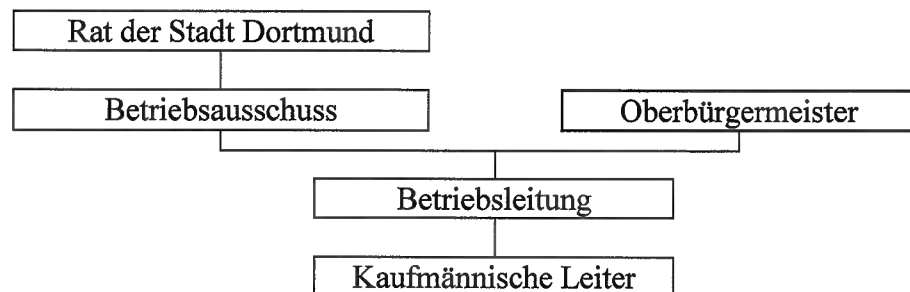 Rat der Stadt Dortmund
Betriebsausschuss
Oberbürgermeister
Betriebsleitung
Kaufmännische Leiter